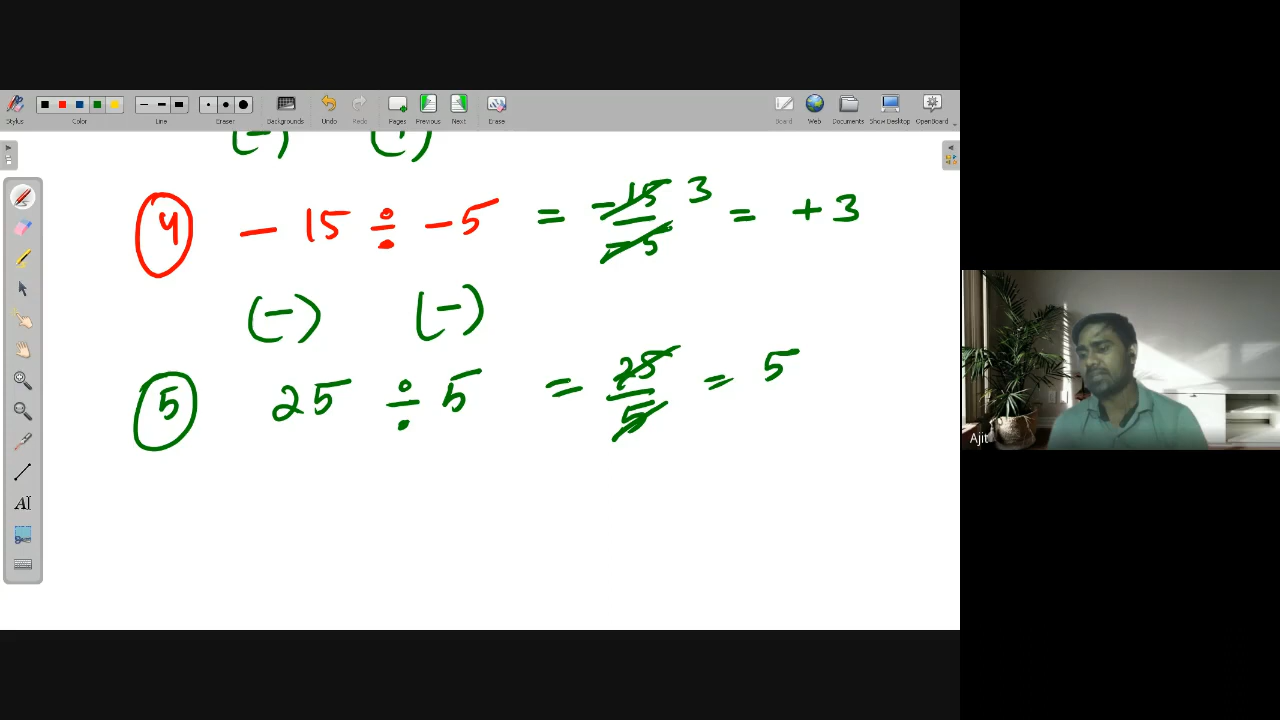 Stylus Color Line Eraser Backgrounds Undo Redo Pages Previous Next Erase Board Web Documents Show Desktop OpenBoard
(-)
4 - 15 ÷ - 5 = -15/-5 3 = + 3
(-) (-)
5 25 ÷ 5 = 25/5 = 5
AI
Ajit